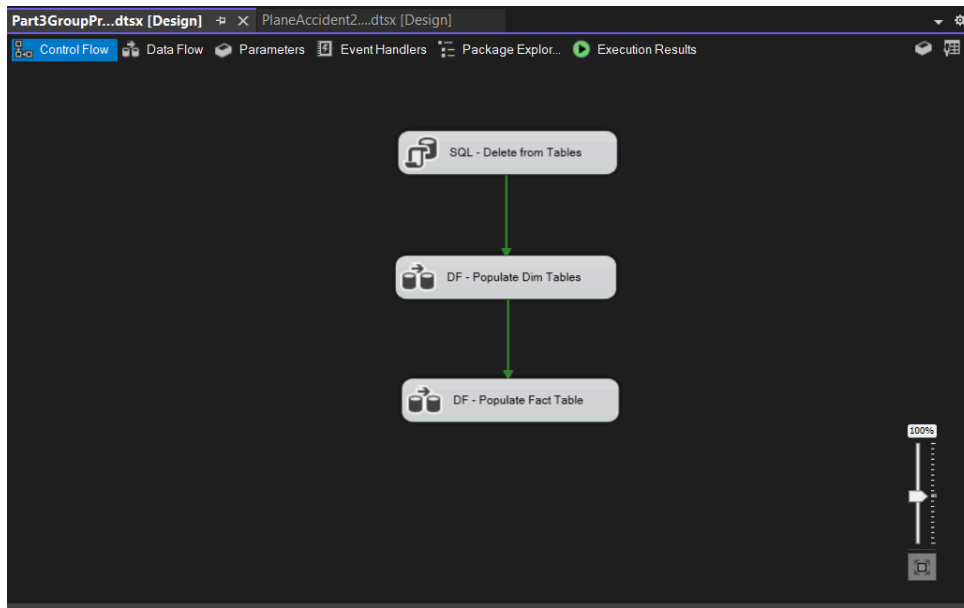 Part3GroupPr...dtsx [Design] PlaneAccident2....dtsx [Design]
Control Flow Data Flow Parameters Event Handlers Package Explor... Execution Results
SQL - Delete from Tables
DF - Populate Dim Tables
DF - Populate Fact Table
100%